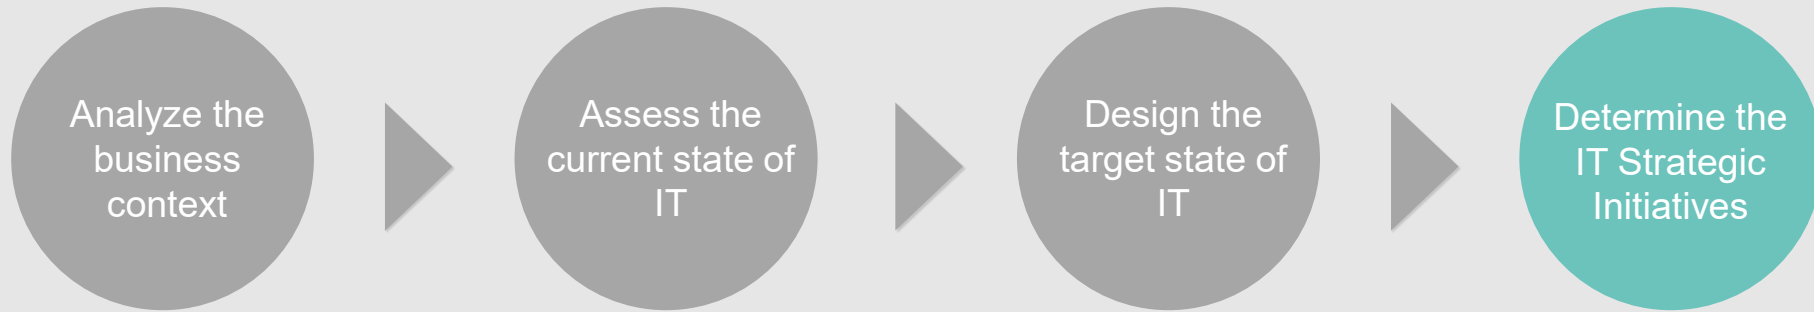 Analyze the
business
context
Assess the
current state of
IT
Design the
target state of
IT
Determine the
IT Strategic
Initiatives